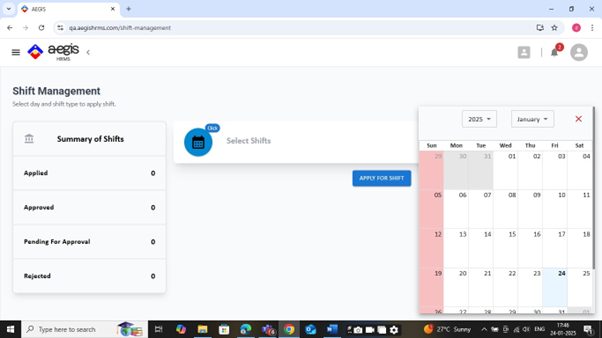 AEGIS
qa.aegishrms.com/shift-management
aegis
HRMS
2
Shift Management
Select day and shift type to apply shift.
Summary of Shifts
Applied 0
Approved 0
Pending For Approval 0
Rejected 0
Click
Select Shifts
APPLY FOR SHIFT
2025 January
Sun Mon Tue Wed Thu Fri Sat
29 30 31 01 02 03 04
05 06 07 08 09 10 11
12 13 14 15 16 17 18
19 20 21 22 23 24 25
26 27 28 29 30 31 01
Type here to search
27°C Sunny
ENG
17:46
24-01-2025